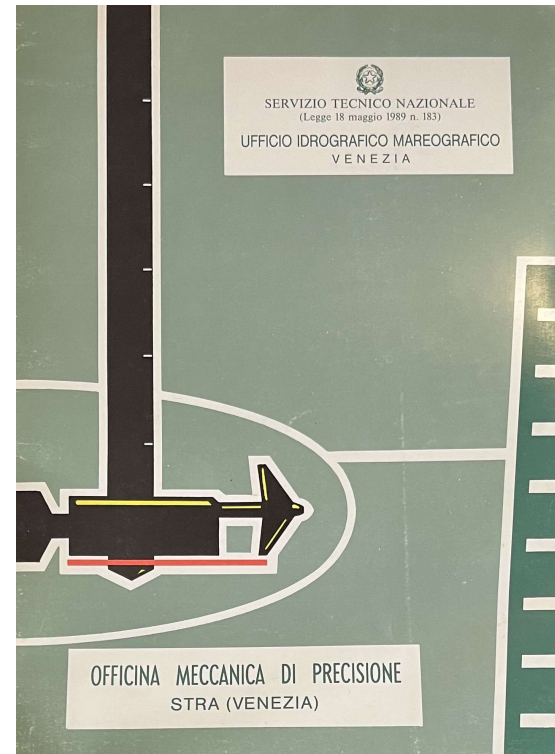 SERVIZIO TECNICO NAZIONALE
(Legge 18 maggio 1989 n. 183)
UFFICIO IDROGRAFICO MAREOGRAFICO
VENEZIA
OFFICINA MECCANICA DI PRECISIONE
STRA (VENEZIA)